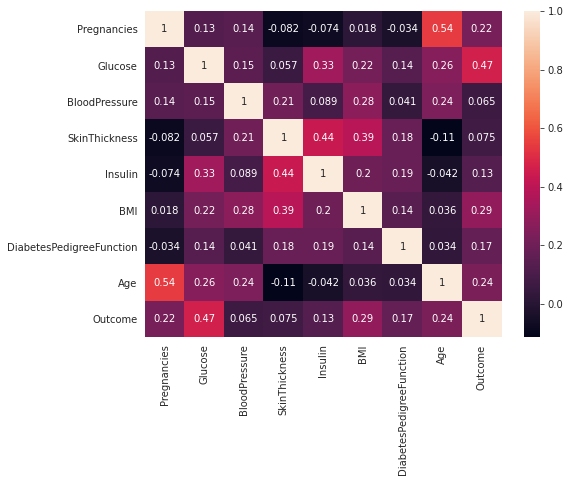 Pregnancies 1 0.13 0.14 -0.082 -0.074 0.018 -0.034 0.54 0.22
Glucose 0.13 1 0.15 0.057 0.33 0.22 0.14 0.26 0.47
BloodPressure 0.14 0.15 1 0.21 0.089 0.28 0.041 0.24 0.065
SkinThickness -0.082 0.057 0.21 1 0.44 0.39 0.18 -0.11 0.075
Insulin -0.074 0.33 0.089 0.44 1 0.2 0.19 -0.042 0.13
BMI 0.018 0.22 0.28 0.39 0.2 1 0.14 0.036 0.29
DiabetesPedigreeFunction -0.034 0.14 0.041 0.18 0.19 0.14 1 0.034 0.17
Age 0.54 0.26 0.24 -0.11 -0.042 0.036 0.034 1 0.24
Outcome 0.22 0.47 0.065 0.075 0.13 0.29 0.17 0.24 1
Pregnancies
Glucose
BloodPressure
SkinThickness
Insulin
BMI
DiabetesPedigreeFunction
Age
Outcome
1.0
0.8
0.6
0.4
0.2
0.0